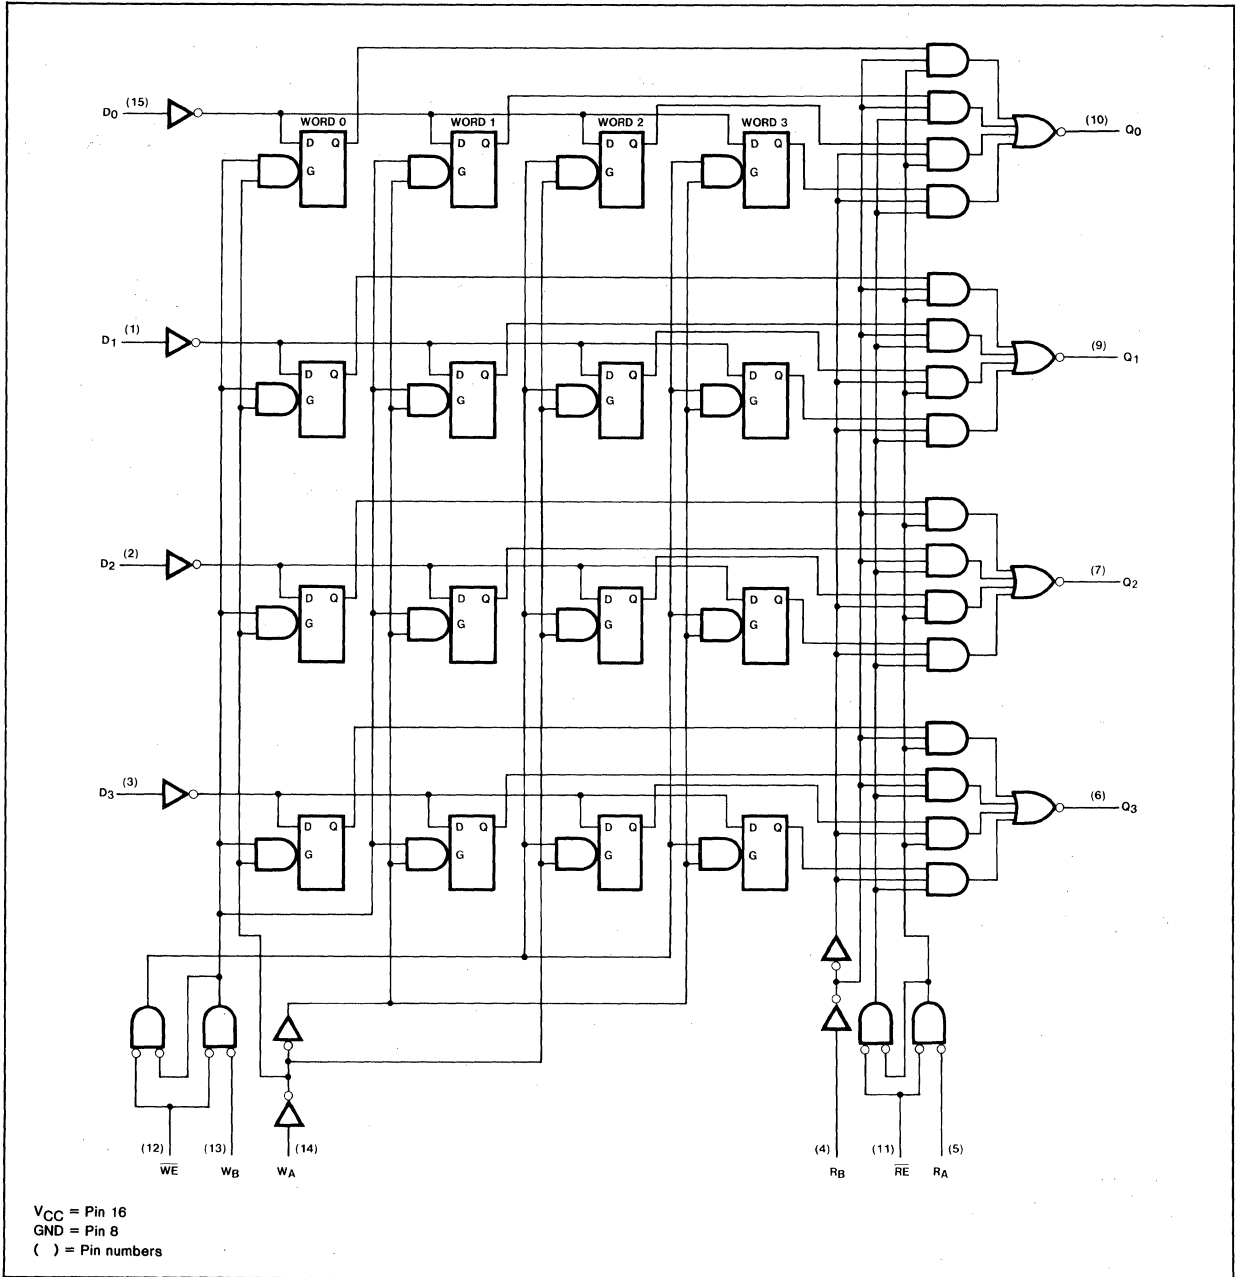 (15)
D0
WORD 0 WORD 1 WORD 2 WORD 3
D Q D Q D Q D Q
G G G G
(10)
Q0
(1)
D1
D Q D Q D Q D Q
G G G G
(9)
Q1
(2)
D2
D Q D Q D Q D Q
G G G G
(7)
Q2
(3)
D3
D Q D Q D Q D Q
G G G G
(6)
Q3
(12) (13) (14) (4) (11) (5)
WE WB WA RB RE RA
VCC = Pin 16
GND = Pin 8
( ) = Pin numbers